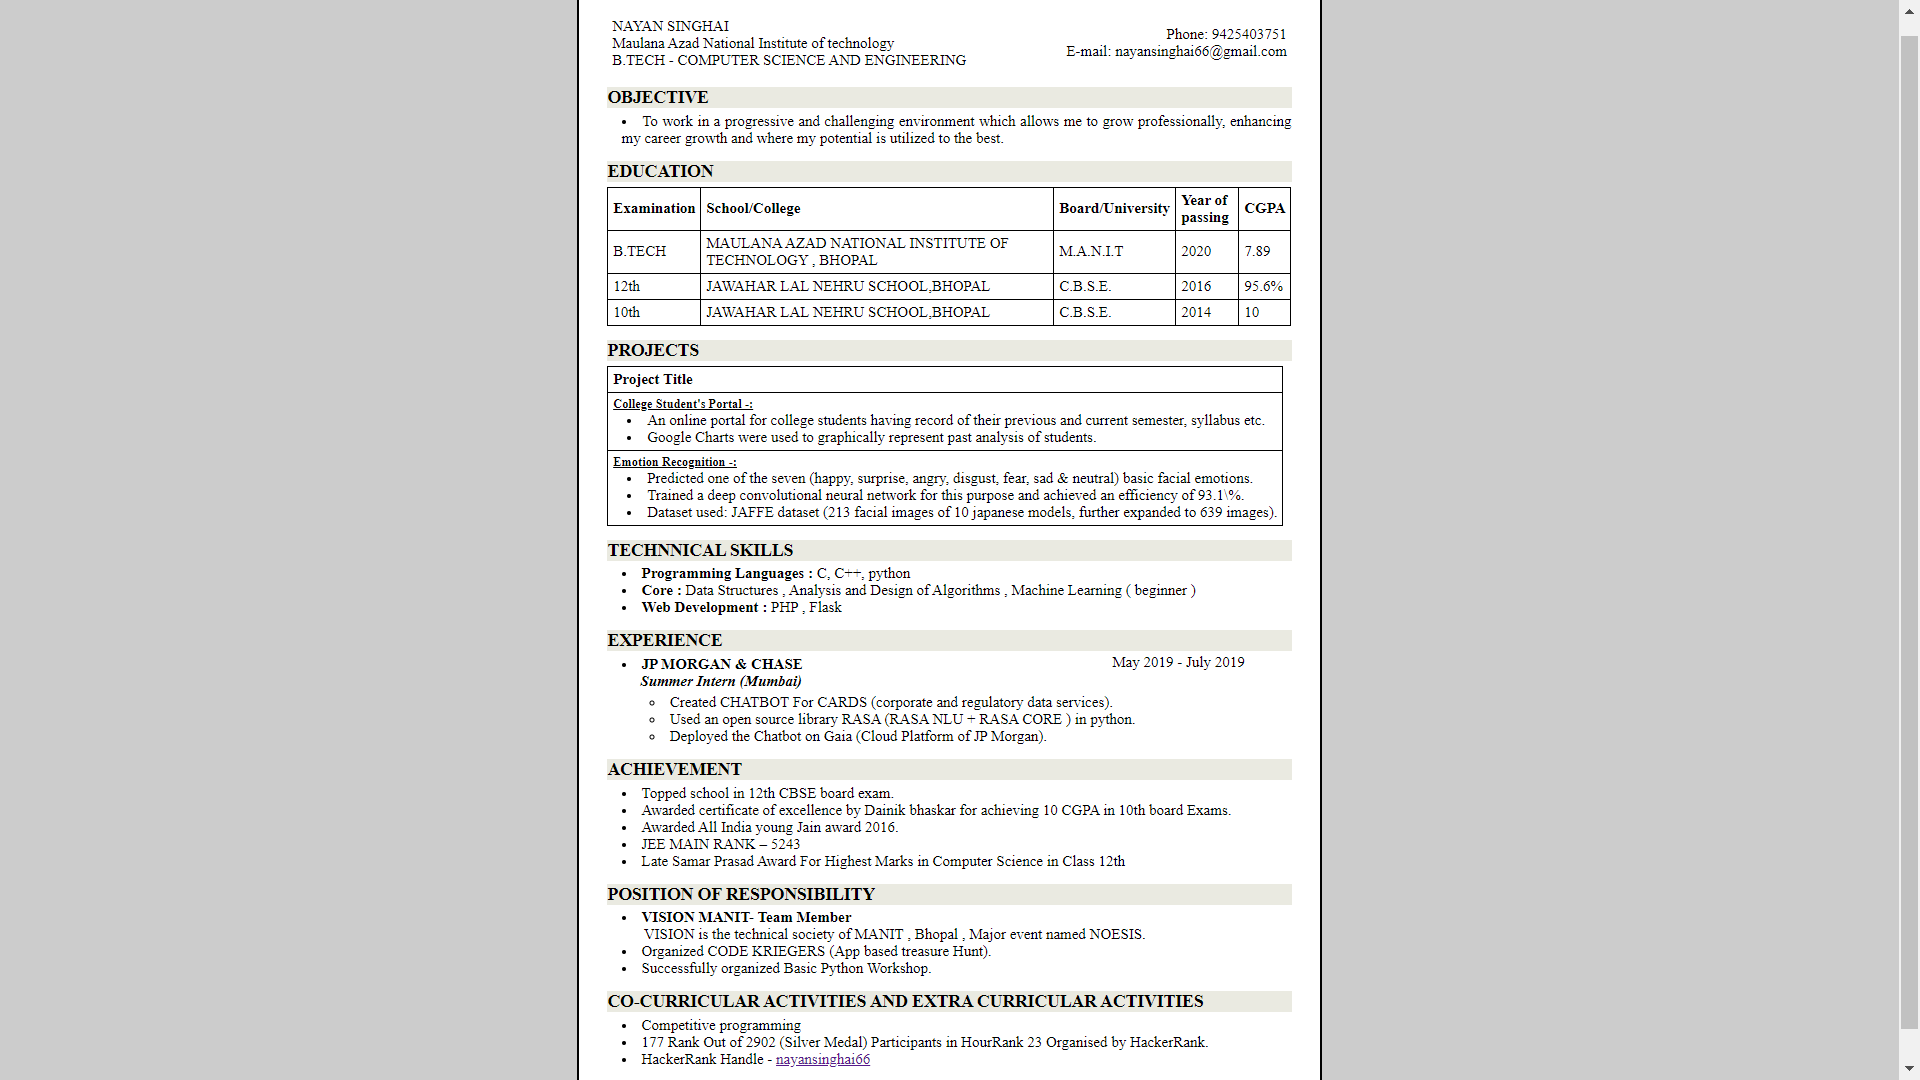 NAYAN SINGHAI
Maulana Azad National Institute of technology
B.TECH - COMPUTER SCIENCE AND ENGINEERING
Phone: 9425403751
E-mail: nayansinghai66@gmail.com
OBJECTIVE
• To work in a progressive and challenging environment which allows me to grow professionally, enhancing
my career growth and where my potential is utilized to the best.
EDUCATION
Examination School/College Board/University Year of passing CGPA
B.TECH MAULANA AZAD NATIONAL INSTITUTE OF TECHNOLOGY , BHOPAL M.A.N.I.T 2020 7.89
12th JAWAHAR LAL NEHRU SCHOOL,BHOPAL C.B.S.E. 2016 95.6%
10th JAWAHAR LAL NEHRU SCHOOL,BHOPAL C.B.S.E. 2014 10
PROJECTS
Project Title
College Student's Portal -:
• An online portal for college students having record of their previous and current semester, syllabus etc.
• Google Charts were used to graphically represent past analysis of students.
Emotion Recognition -:
• Predicted one of the seven (happy, surprise, angry, disgust, fear, sad & neutral) basic facial emotions.
• Trained a deep convolutional neural network for this purpose and achieved an efficiency of 93.1\%.
• Dataset used: JAFFE dataset (213 facial images of 10 japanese models, further expanded to 639 images).
TECHNNICAL SKILLS
• Programming Languages : C, C++, python
• Core : Data Structures , Analysis and Design of Algorithms , Machine Learning ( beginner )
• Web Development : PHP , Flask
EXPERIENCE
• JP MORGAN & CHASE May 2019 - July 2019
Summer Intern (Mumbai)
◦ Created CHATBOT For CARDS (corporate and regulatory data services).
◦ Used an open source library RASA (RASA NLU + RASA CORE ) in python.
◦ Deployed the Chatbot on Gaia (Cloud Platform of JP Morgan).
ACHIEVEMENT
• Topped school in 12th CBSE board exam.
• Awarded certificate of excellence by Dainik bhaskar for achieving 10 CGPA in 10th board Exams.
• Awarded All India young Jain award 2016.
• JEE MAIN RANK – 5243
• Late Samar Prasad Award For Highest Marks in Computer Science in Class 12th
POSITION OF RESPONSIBILITY
• VISION MANIT- Team Member
VISION is the technical society of MANIT , Bhopal , Major event named NOESIS.
• Organized CODE KRIEGERS (App based treasure Hunt).
• Successfully organized Basic Python Workshop.
CO-CURRICULAR ACTIVITIES AND EXTRA CURRICULAR ACTIVITIES
• Competitive programming
• 177 Rank Out of 2902 (Silver Medal) Participants in HourRank 23 Organised by HackerRank.
• HackerRank Handle - nayansinghai66